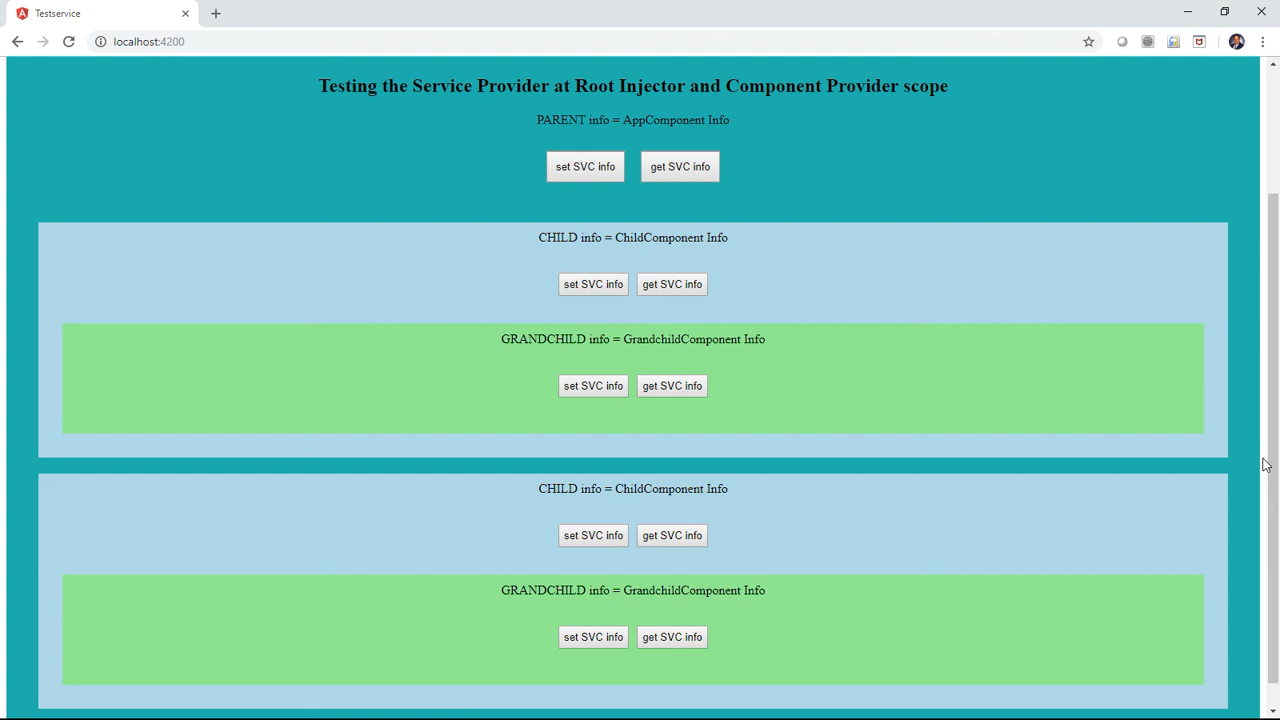 Testservice
localhost:4200
Testing the Service Provider at Root Injector and Component Provider scope
PARENT info = AppComponent Info
set SVC info get SVC info
CHILD info = ChildComponent Info
set SVC info get SVC info
GRANDCHILD info = GrandchildComponent Info
set SVC info get SVC info
CHILD info = ChildComponent Info
set SVC info get SVC info
GRANDCHILD info = GrandchildComponent Info
set SVC info get SVC info